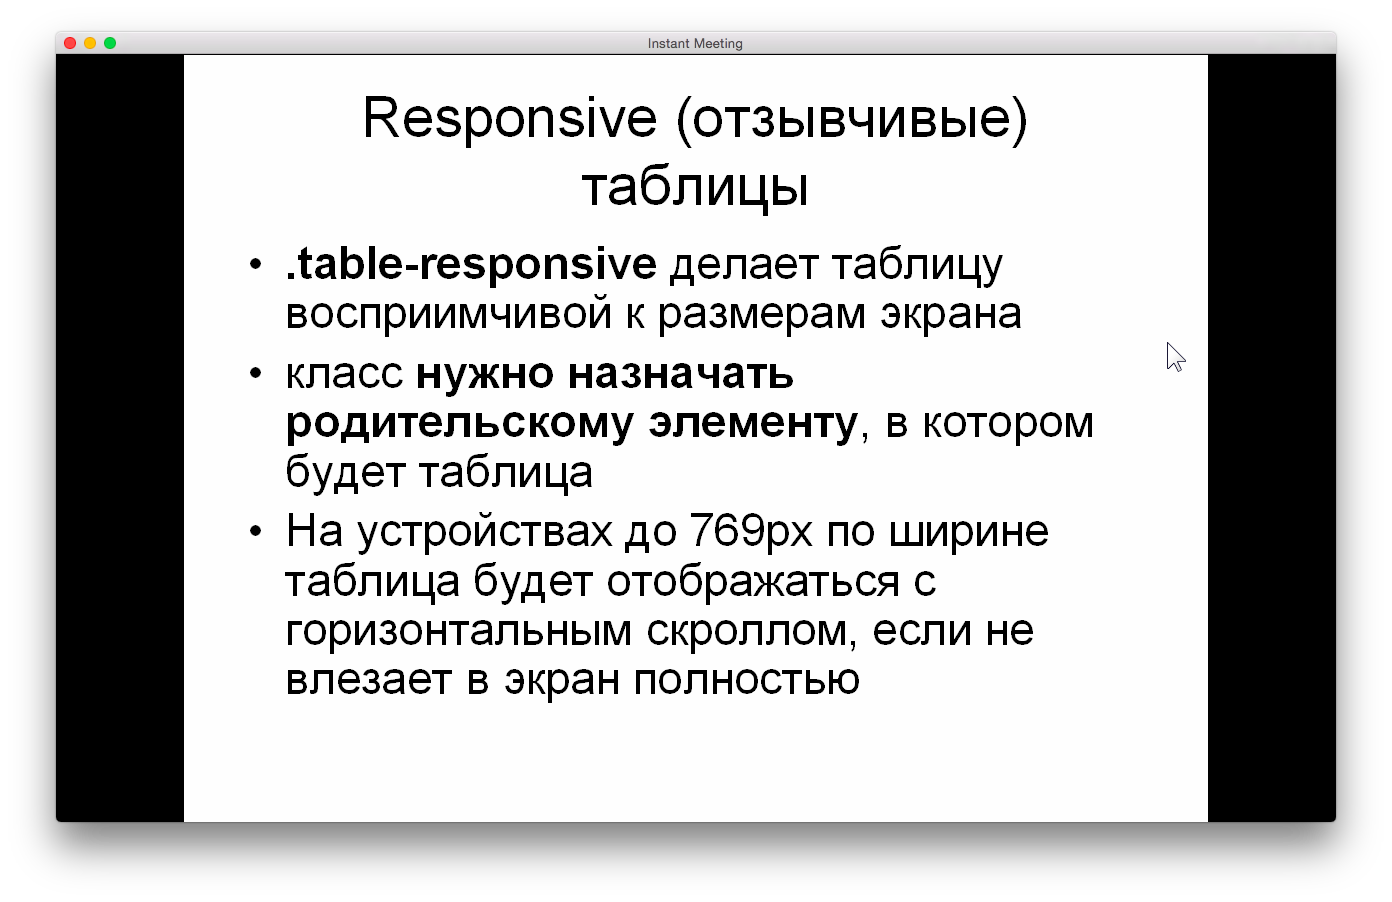 Instant Meeting
Responsive (отзывчивые)
таблицы
• .table-responsive делает таблицу
восприимчивой к размерам экрана
• класс нужно назначать
родительскому элементу, в котором
будет таблица
• На устройствах до 769px по ширине
таблица будет отображаться с
горизонтальным скроллом, если не
влезает в экран полностью